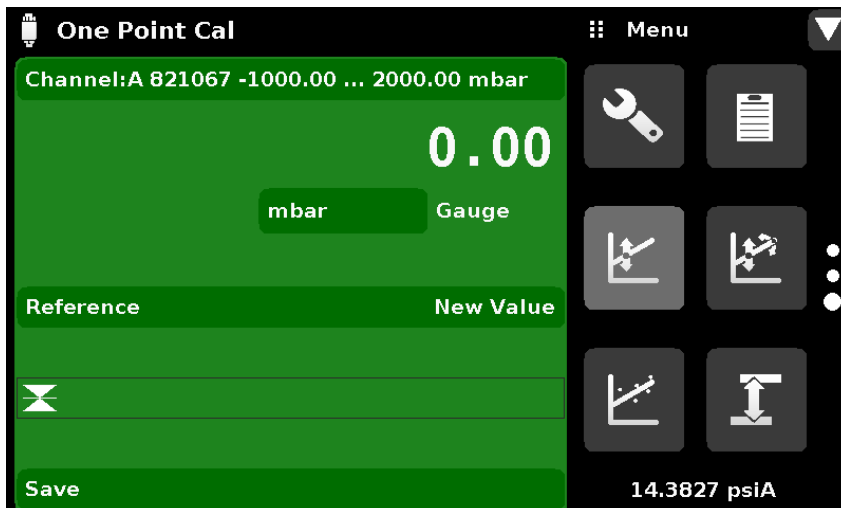 One Point Cal
Menu
Channel:A 821067 -1000.00 ... 2000.00 mbar
0.00
mbar Gauge
Reference New Value
Save
14.3827 psiA